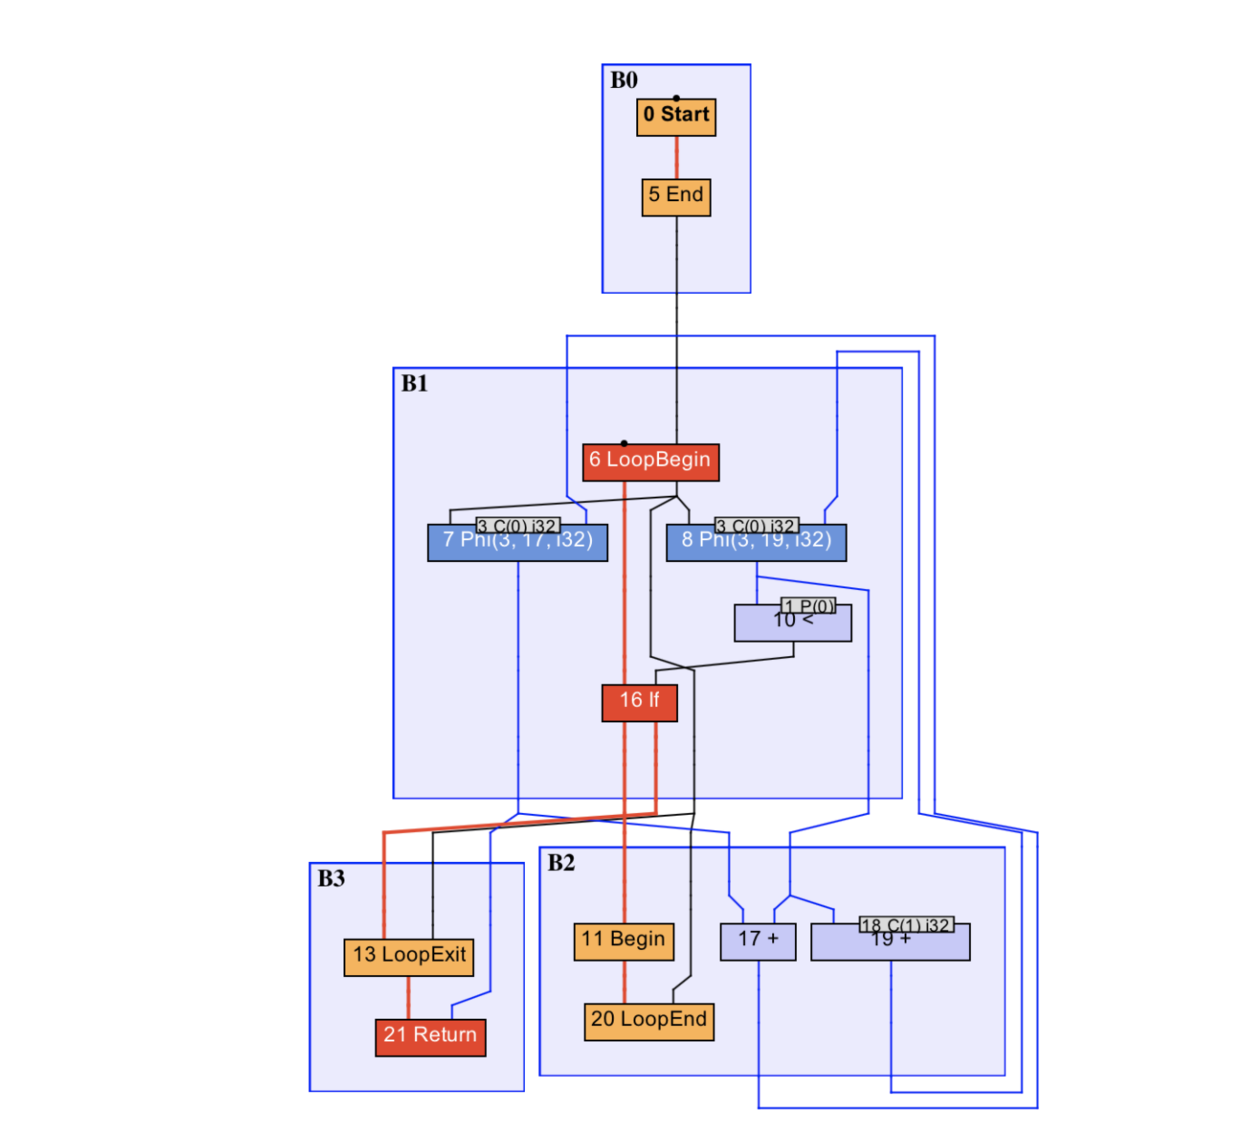 B0
0 Start
5 End
B1
6 LoopBegin
3 C(0) i32
7 Phi(3, 17, i32)
3 C(0) i32
8 Phi(3, 19, i32)
1 P(0)
10 <
16 If
B3
13 LoopExit
21 Return
B2
11 Begin
17 +
18 C(1) i32
19 +
20 LoopEnd